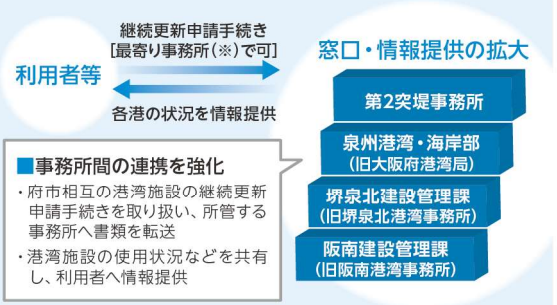 継続更新申請手続き
[最寄り事務所(※)で可]
利用者等
各港の状況を情報提供
窓口・情報提供の拡大
第2突堤事務所
泉州港湾・海岸部
(旧大阪府港湾局)
堺泉北建設管理課
(旧堺泉北港湾事務所)
阪南建設管理課
(旧阪南港湾事務所)
■事務所間の連携を強化
・府市相互の港湾施設の継続更新
申請手続きを取り扱い、所管する
事務所へ書類を転送
・港湾施設の使用状況などを共有
し、利用者へ情報提供